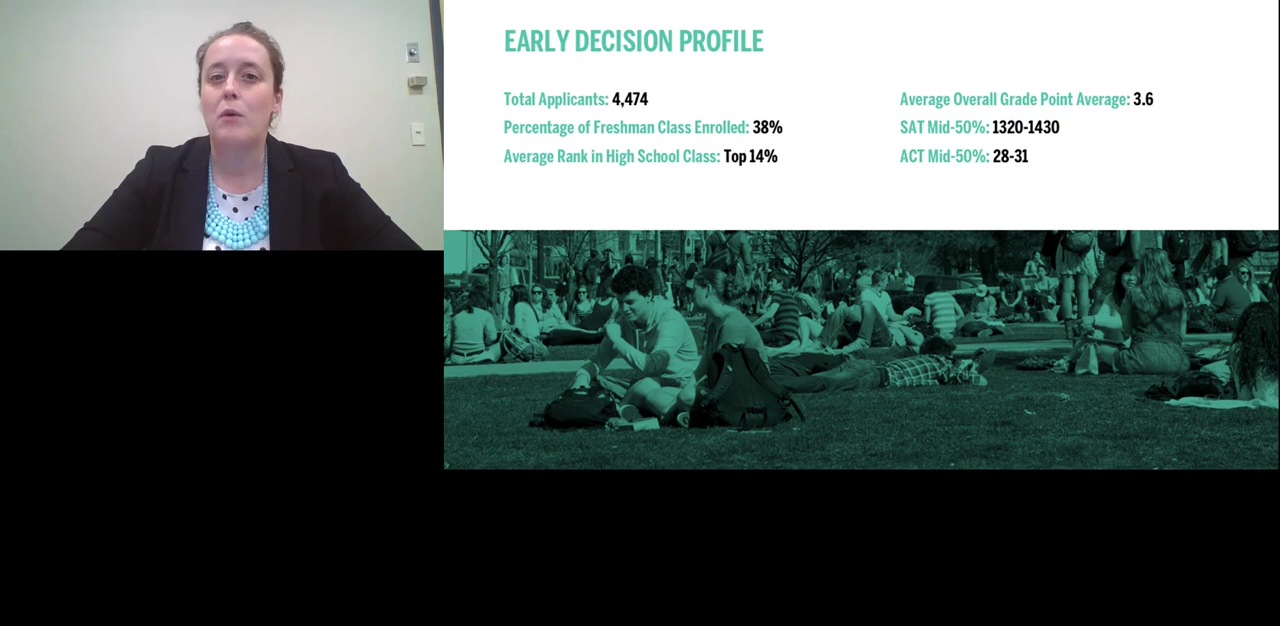 EARLY DECISION PROFILE
Total Applicants: 4,474
Percentage of Freshman Class Enrolled: 38%
Average Rank in High School Class: Top 14%
Average Overall Grade Point Average: 3.6
SAT Mid-50%: 1320-1430
ACT Mid-50%: 28-31